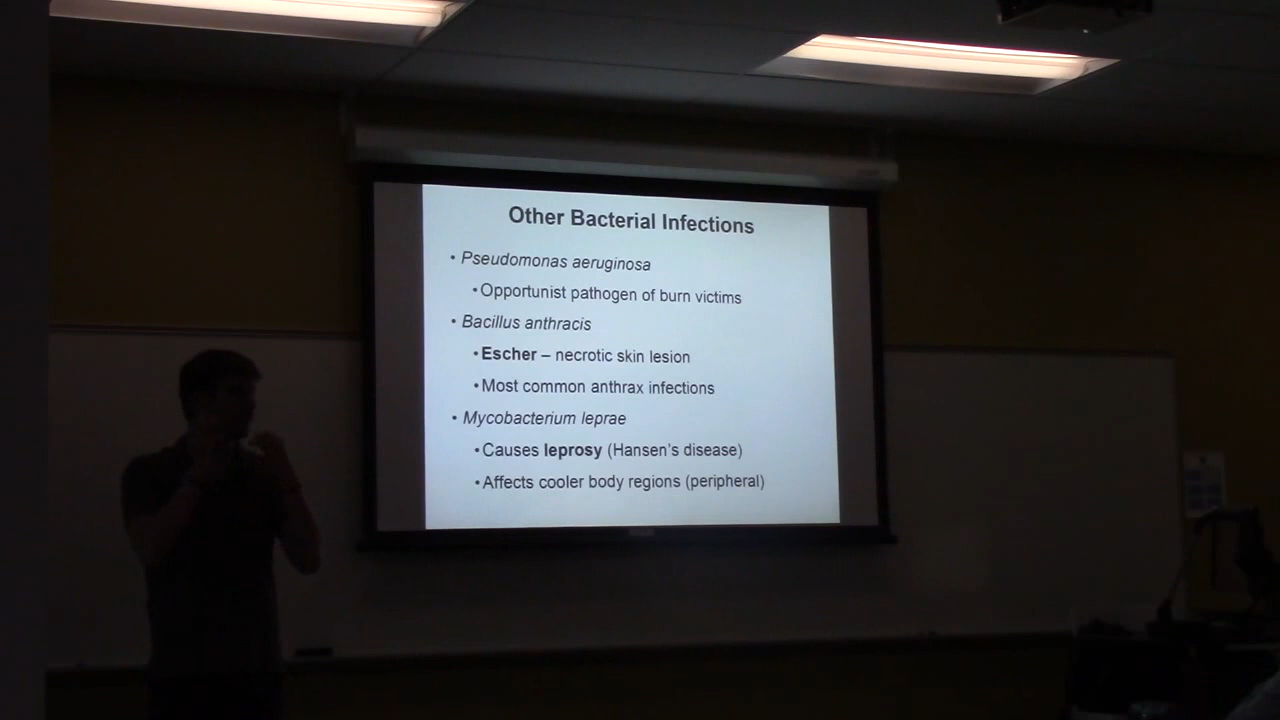 Other Bacterial Infections
• Pseudomonas aeruginosa
• Opportunist pathogen of burn victims
• Bacillus anthracis
• Escher – necrotic skin lesion
• Most common anthrax infections
• Mycobacterium leprae
• Causes leprosy (Hansen's disease)
• Affects cooler body regions (peripheral)